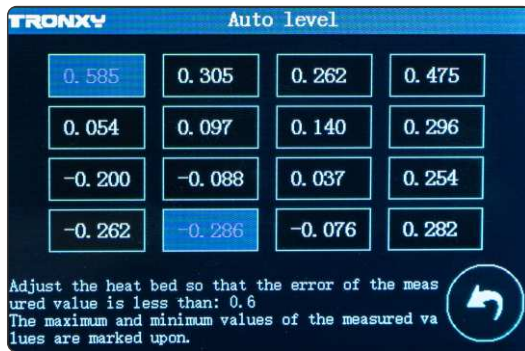 TRONXY Auto level
0.585 0.305 0.262 0.475
0.054 0.097 0.140 0.296
-0.200 -0.088 0.037 0.254
-0.262 -0.286 -0.076 0.282
Adjust the heat bed so that the error of the meas
ured value is less than: 0.6
The maximum and minimum values of the measured va
lues are marked upon.